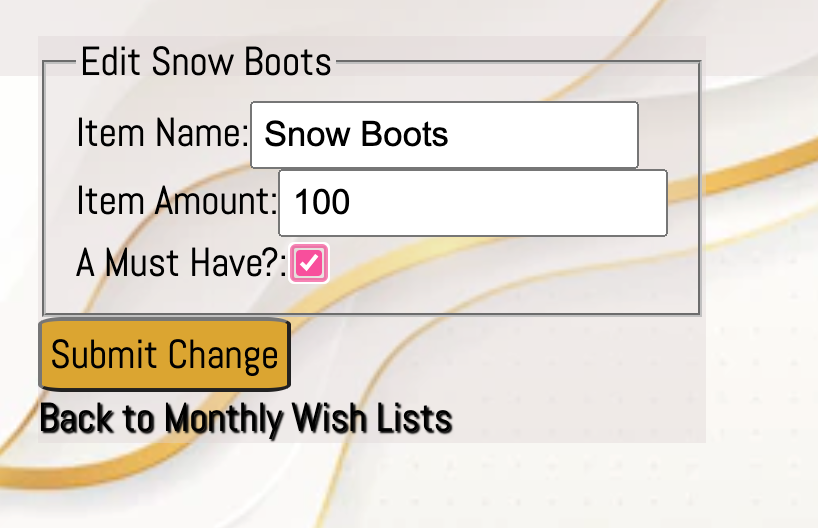 Edit Snow Boots
Item Name: Snow Boots
Item Amount: 100
A Must Have?:
Submit Change
Back to Monthly Wish Lists